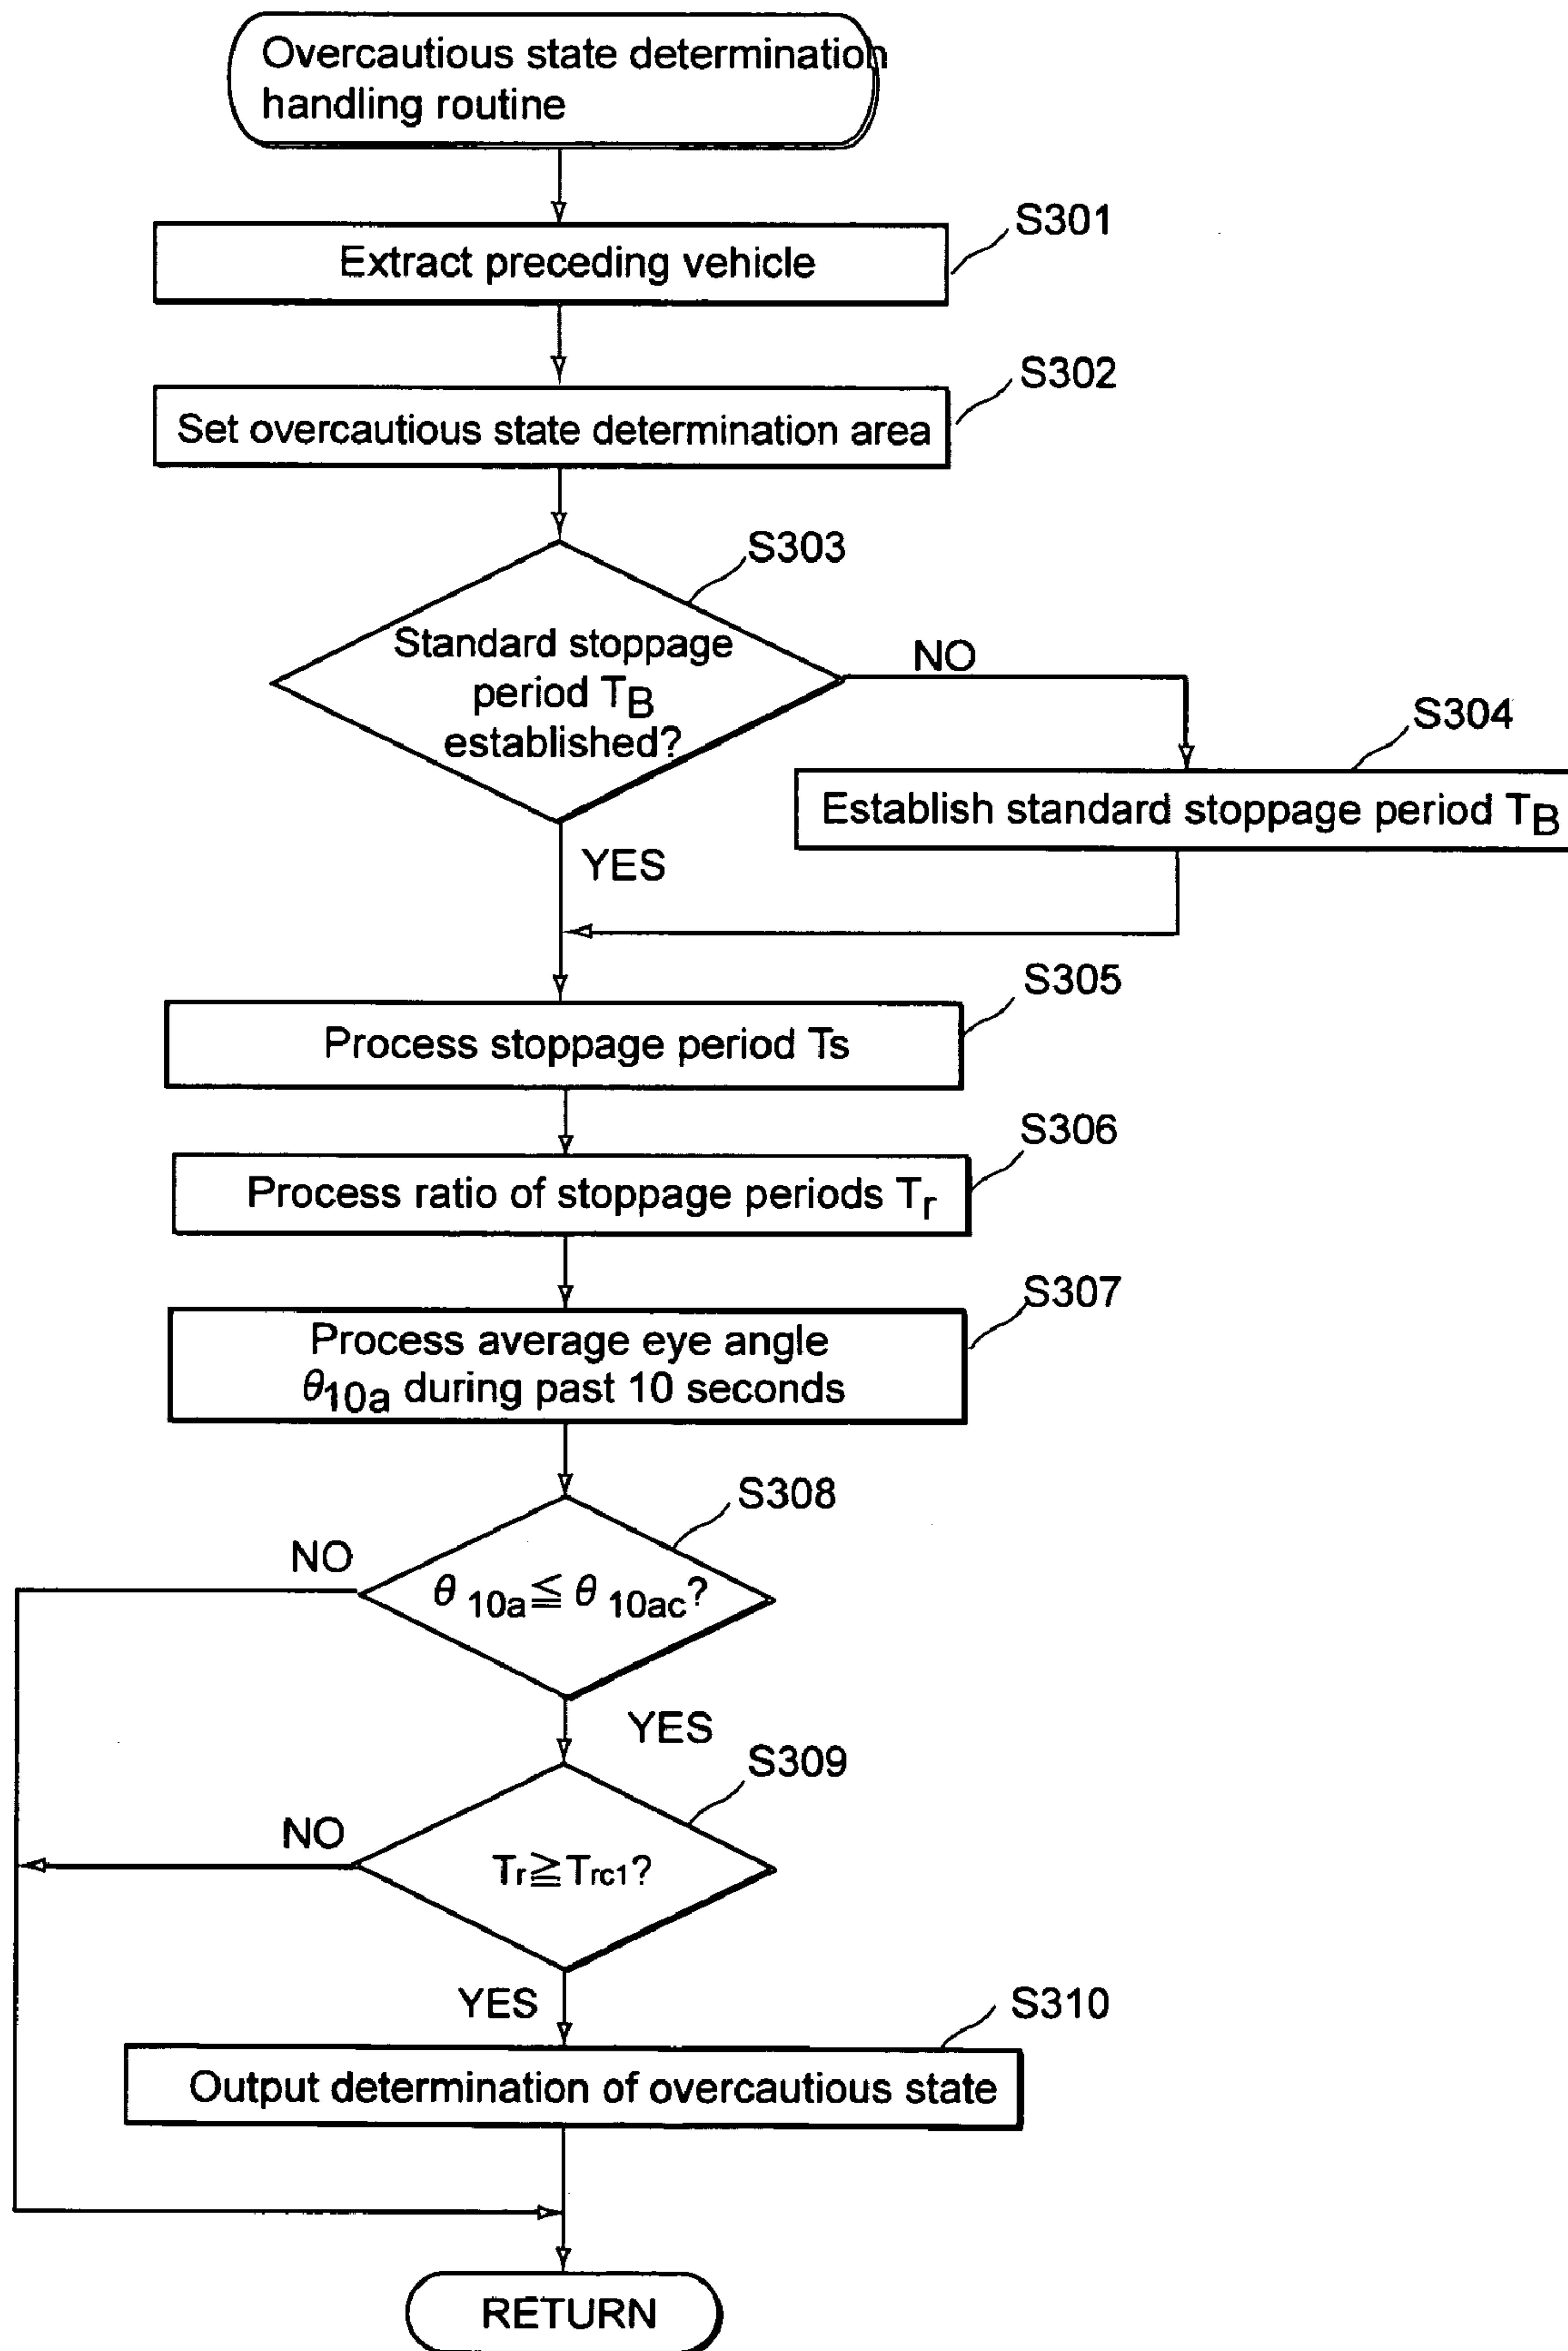 Overcautious state determination
handling routine
S301
Extract preceding vehicle
S302
Set overcautious state determination area
S303
Standard stoppage
period TB
established?
NO
S304
Establish standard stoppage period TB
YES
S305
Process stoppage period Ts
S306
Process ratio of stoppage periods Tr
S307
Process average eye angle
θ10a during past 10 seconds
S308
NO
θ 10a≦ θ 10ac?
YES
S309
NO
Tr≧Trc1?
YES
S310
Output determination of overcautious state
RETURN